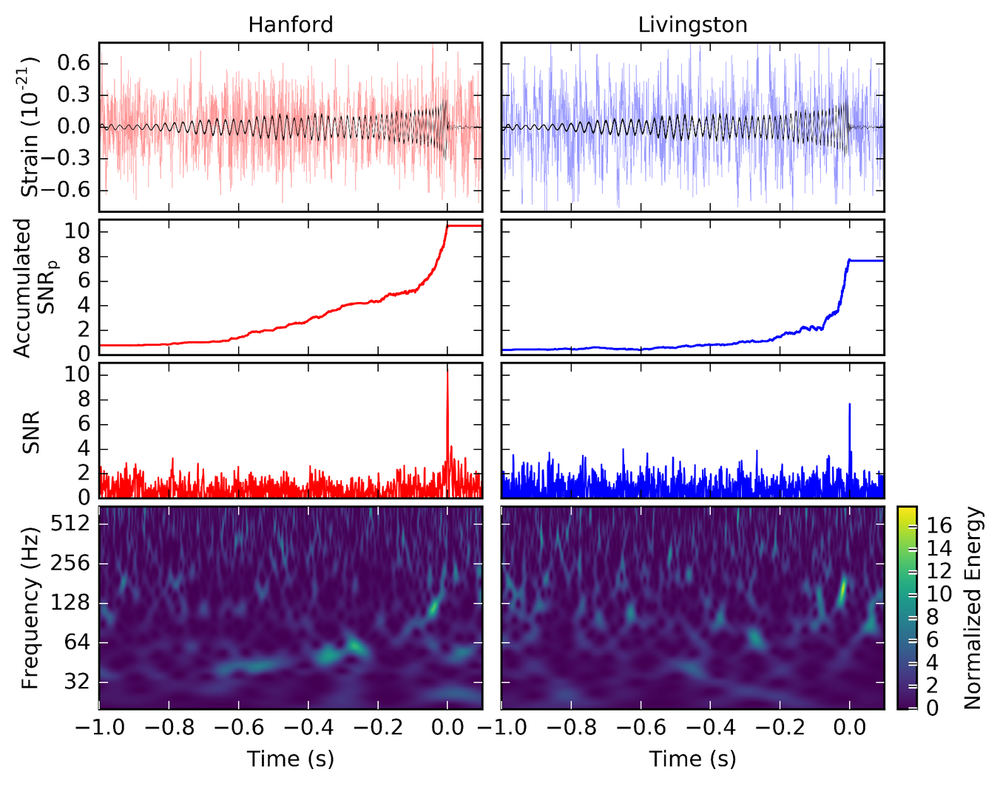 Hanford
Livingston
Strain (10⁻²¹)
0.6
0.3
0.0
−0.3
−0.6
Accumulated
SNRₚ
10
8
6
4
2
0
SNR
10
8
6
4
2
0
Frequency (Hz)
512
256
128
64
32
−1.0 −0.8 −0.6 −0.4 −0.2 0.0
−1.0 −0.8 −0.6 −0.4 −0.2 0.0
Time (s)
Time (s)
16
14
12
10
8
6
4
2
0
Normalized Energy